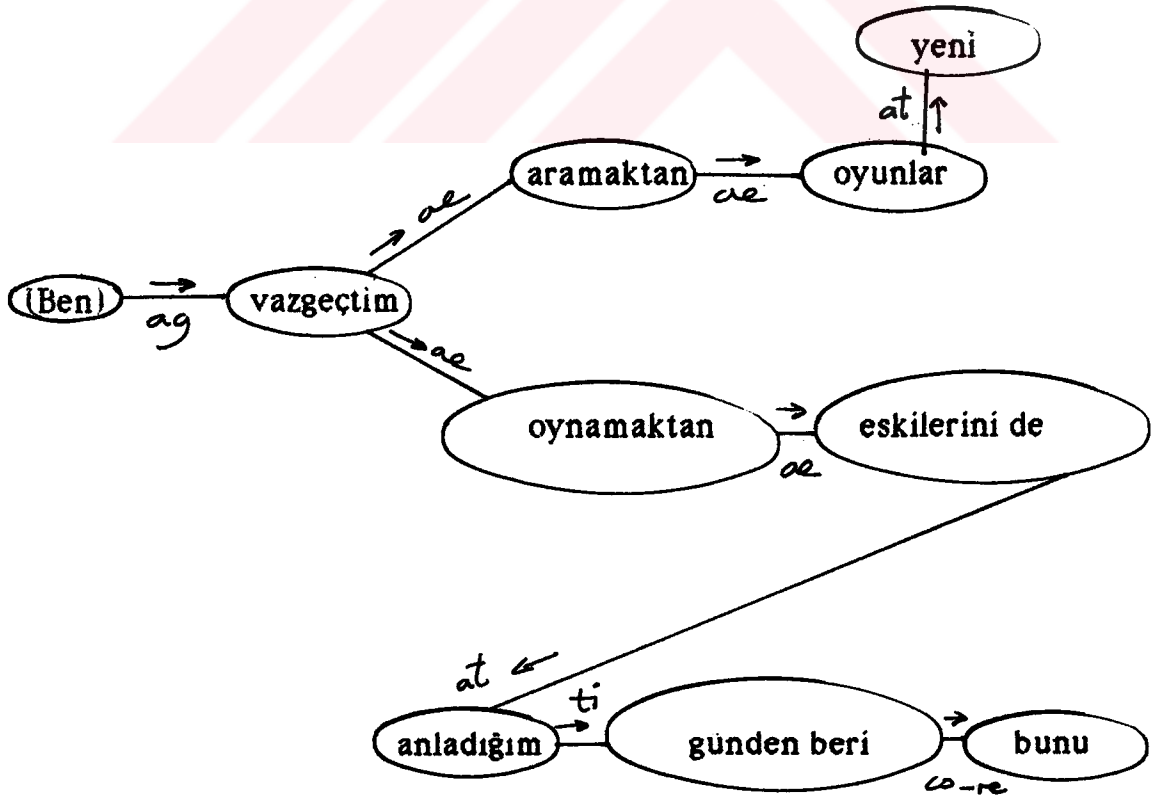 yeni
at
aramaktan
ae
oyunlar
ae
(Ben)
ag
vazgeçtim
ae
oynamaktan
ae
eskilerini de
at
anladığım
ti
günden beri
co-re
bunu